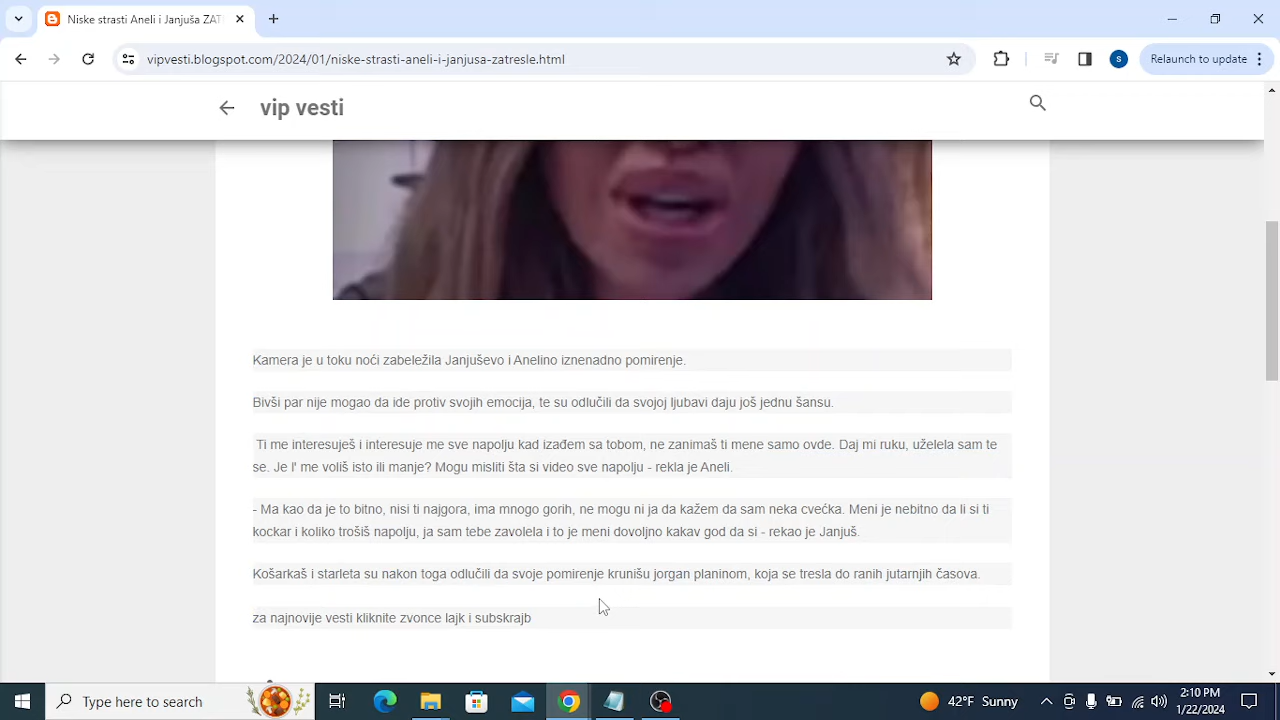 Niske strasti Aneli i Janjuša ZAT
vipvesti.blogspot.com/2024/01/niske-strasti-aneli-i-janjusa-zatresle.html
S
Relaunch to update
vip vesti
Kamera je u toku noći zabeležila Janjuševo i Anelino iznenadno pomirenje.
Bivši par nije mogao da ide protiv svojih emocija, te su odlučili da svojoj ljubavi daju još jednu šansu.
Ti me interesuješ i interesuje me sve napolju kad izađem sa tobom, ne zanimaš ti mene samo ovde. Daj mi ruku, uželela sam te
se. Je l' me voliš isto ili manje? Mogu misliti šta si video sve napolju - rekla je Aneli.
- Ma kao da je to bitno, nisi ti najgora, ima mnogo gorih, ne mogu ni ja da kažem da sam neka cvećka. Meni je nebitno da li si ti
kockar i koliko trošiš napolju, ja sam tebe zavolela i to je meni dovoljno kakav god da si - rekao je Janjuš.
Košarkaš i starleta su nakon toga odlučili da svoje pomirenje krunišu jorgan planinom, koja se tresla do ranih jutarnjih časova.
za najnovije vesti kliknite zvonce lajk i subskrajb
Type here to search
42°F Sunny
2:10 PM
1/22/2024